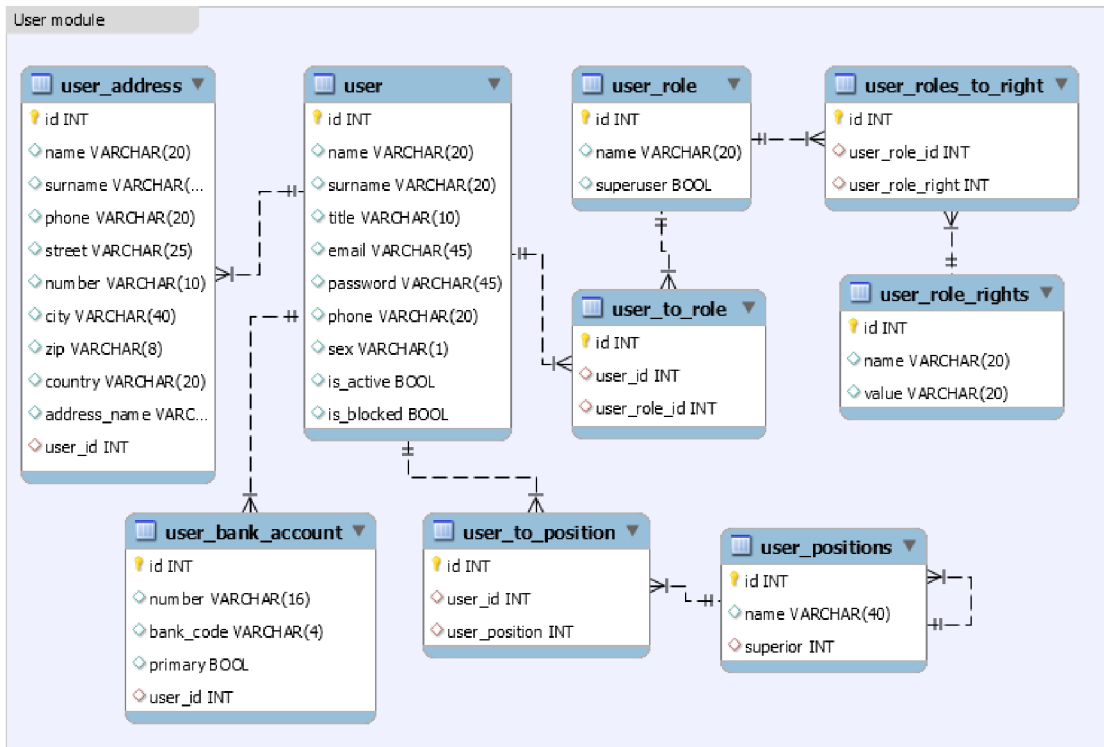 User module
user_address
id INT
name VARCHAR(20)
surname VARCHAR(...
phone VARCHAR(20)
street VARCHAR(25)
number VARCHAR(10)
city VARCHAR(40)
zip VARCHAR(8)
country VARCHAR(20)
address_name VARC...
user_id INT
user
id INT
name VARCHAR(20)
surname VARCHAR(20)
title VARCHAR(10)
email VARCHAR(45)
password VARCHAR(45)
phone VARCHAR(20)
sex VARCHAR(1)
is_active BOOL
is_blocked BOOL
user_role
id INT
name VARCHAR(20)
superuser BOOL
user_roles_to_right
id INT
user_role_id INT
user_role_right INT
user_to_role
id INT
user_id INT
user_role_id INT
user_role_rights
id INT
name VARCHAR(20)
value VARCHAR(20)
user_bank_account
id INT
number VARCHAR(16)
bank_code VARCHAR(4)
primary BOOL
user_id INT
user_to_position
id INT
user_id INT
user_position INT
user_positions
id INT
name VARCHAR(40)
superior INT